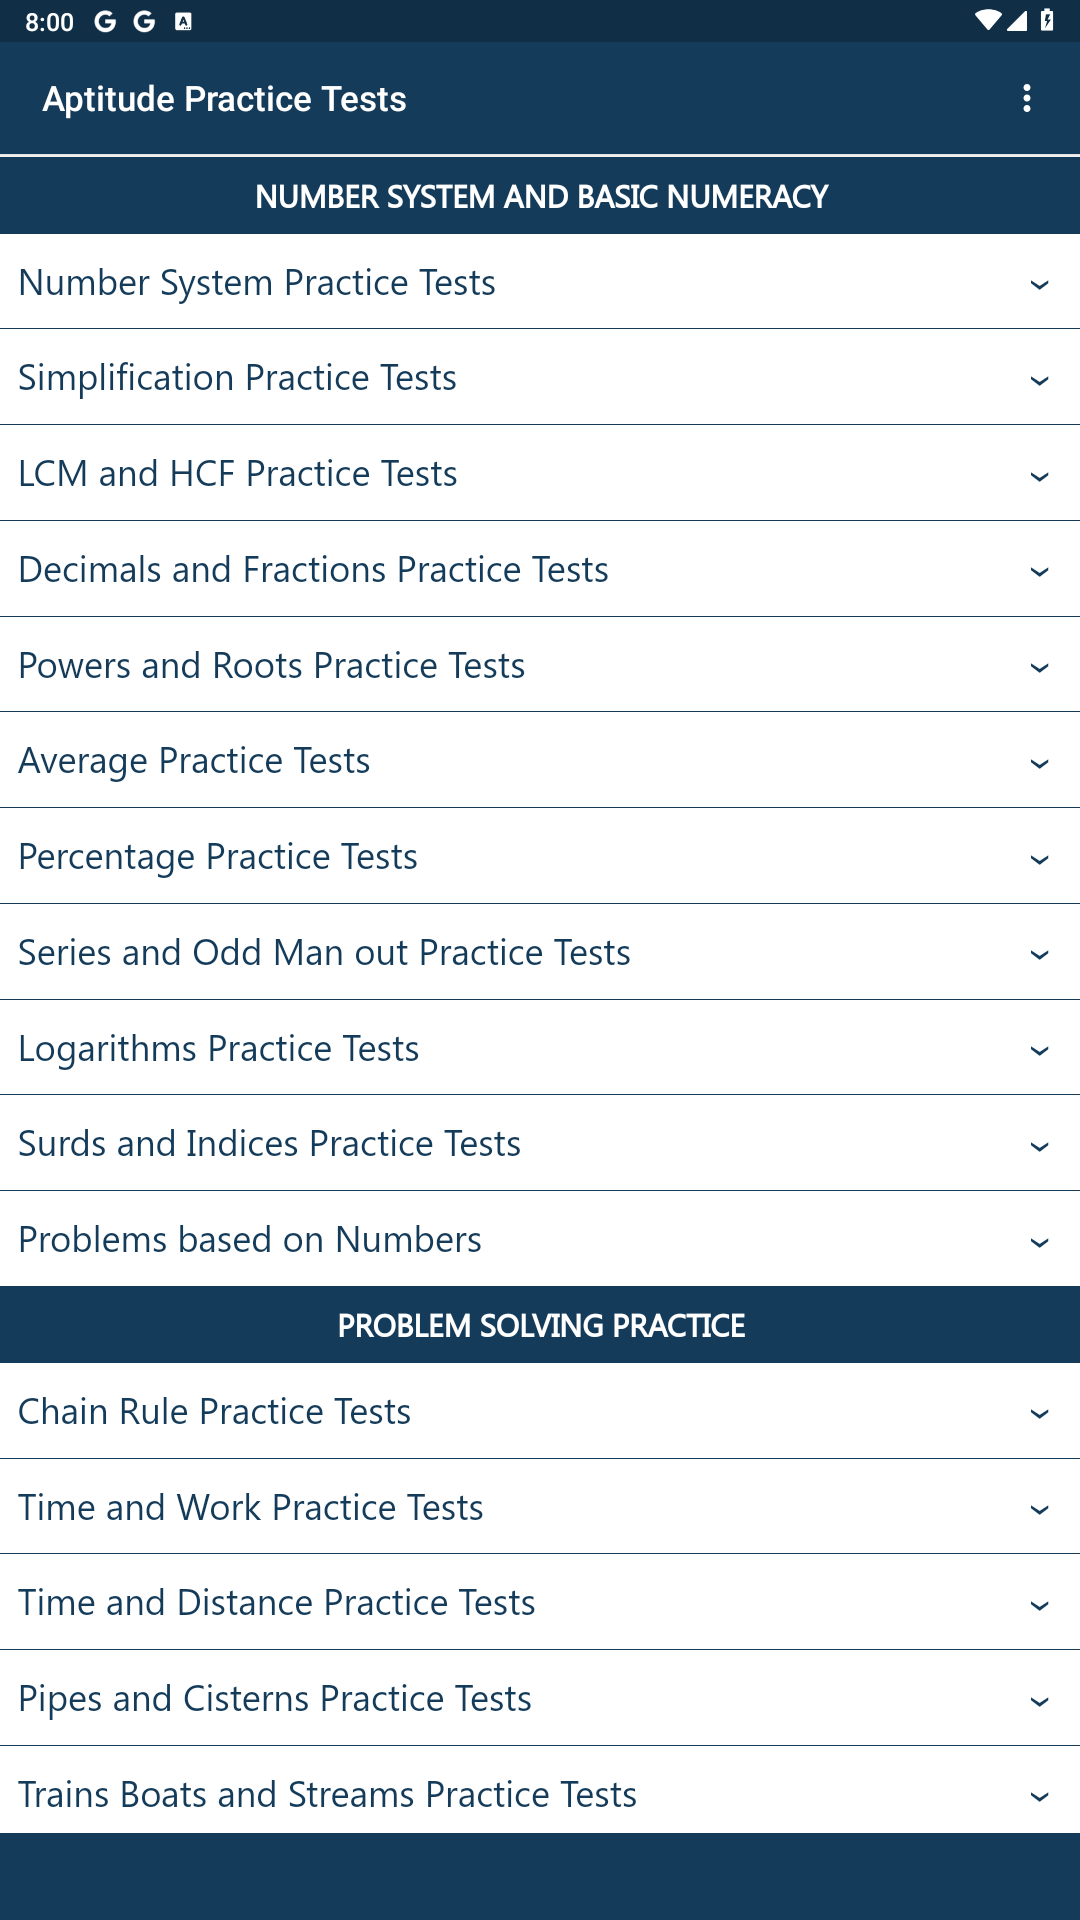 8:00
Aptitude Practice Tests
NUMBER SYSTEM AND BASIC NUMERACY
Number System Practice Tests
Simplification Practice Tests
LCM and HCF Practice Tests
Decimals and Fractions Practice Tests
Powers and Roots Practice Tests
Average Practice Tests
Percentage Practice Tests
Series and Odd Man out Practice Tests
Logarithms Practice Tests
Surds and Indices Practice Tests
Problems based on Numbers
PROBLEM SOLVING PRACTICE
Chain Rule Practice Tests
Time and Work Practice Tests
Time and Distance Practice Tests
Pipes and Cisterns Practice Tests
Trains Boats and Streams Practice Tests